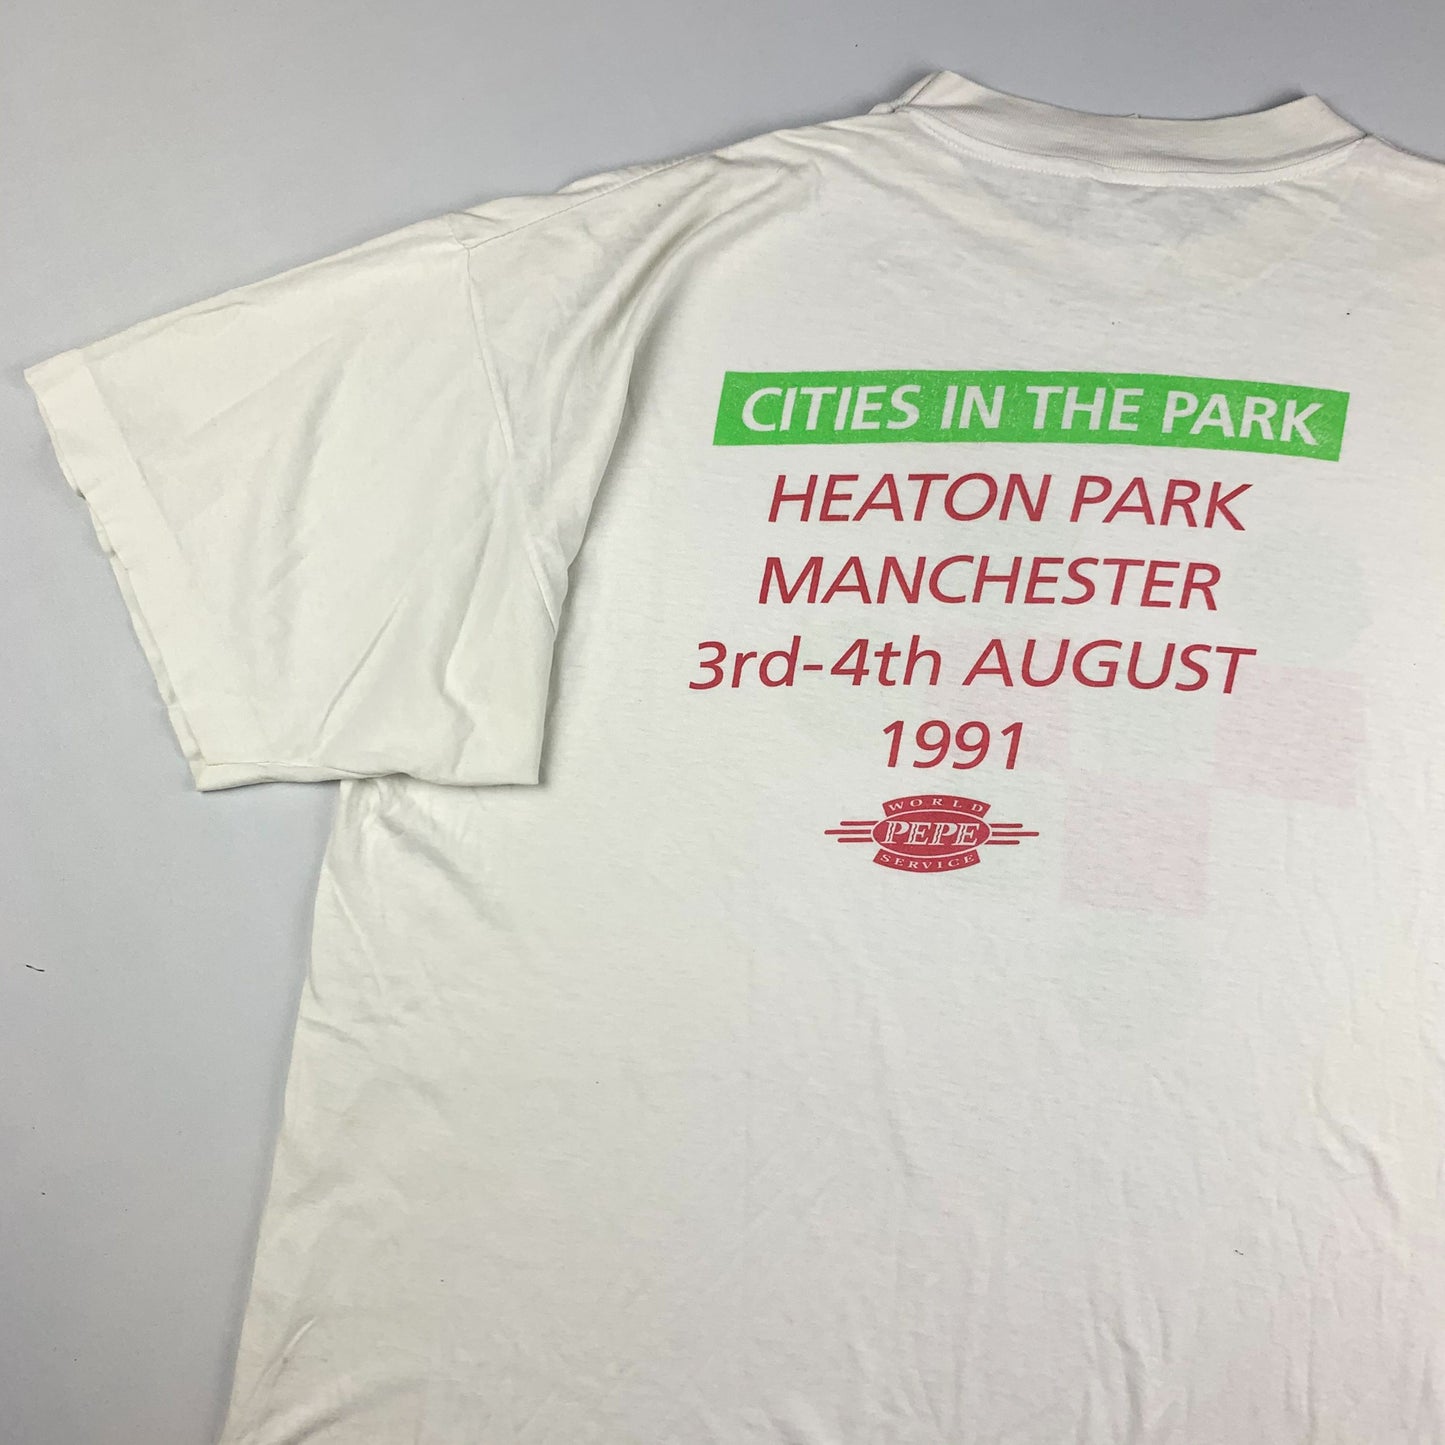 CITIES IN THE PARK
HEATON PARK
MANCHESTER
3rd-4th AUGUST
1991
WORLD
PEPE
SERVICE